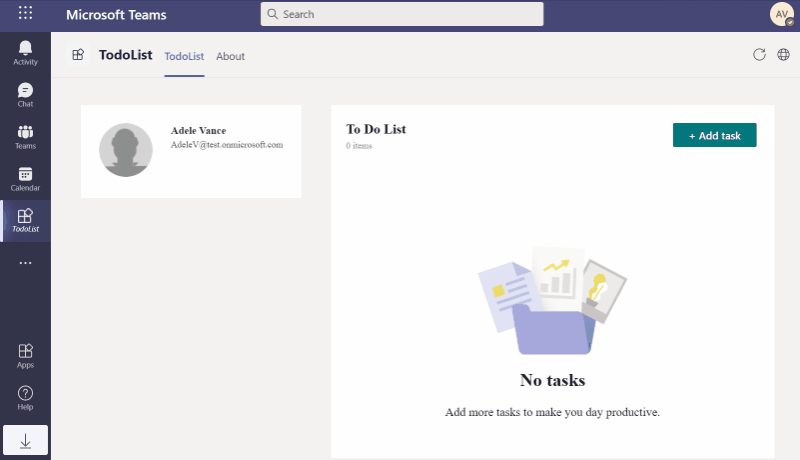 Microsoft Teams
Search
AV
Activity
Chat
Teams
Calendar
TodoList
...
Apps
Help
TodoList TodoList About
Adele Vance
AdeleV@test.onmicrosoft.com
To Do List
0 items
+ Add task
No tasks
Add more tasks to make you day productive.